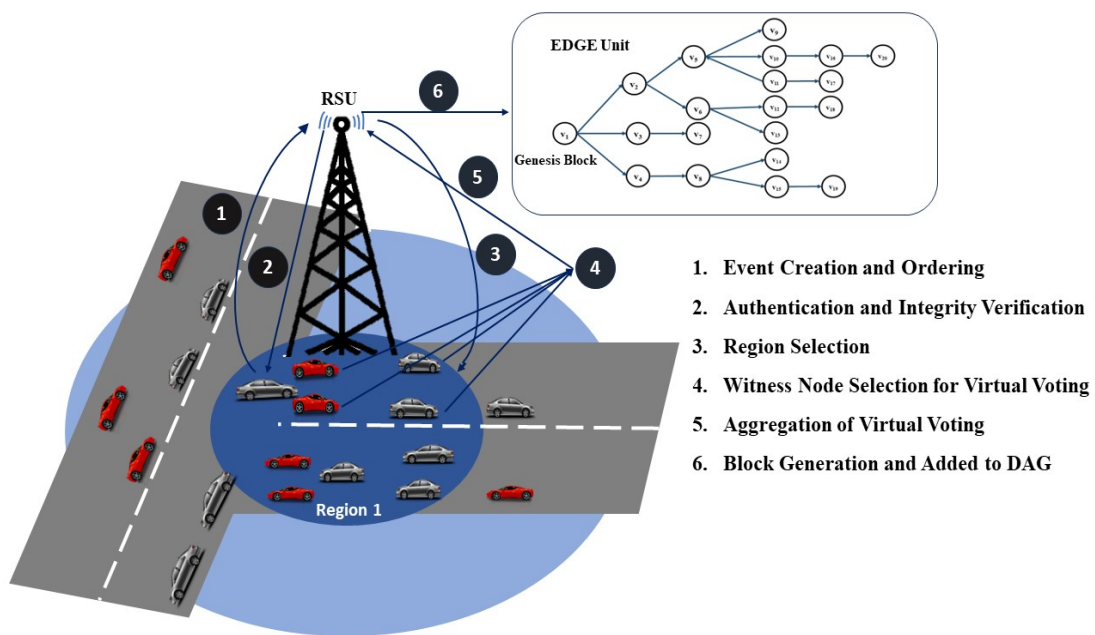 EDGE Unit
v₉
v₅ v₁₀ v₁₆ v₂₀
v₂ v₁₁ v₁₇
v₆ v₁₁ v₁₈
v₁ v₃ v₇ v₁₃
Genesis Block
v₁₄
v₄ v₈
v₁₅ v₁₉
6
RSU
5
1
2
3
4
Region 1
1. Event Creation and Ordering
2. Authentication and Integrity Verification
3. Region Selection
4. Witness Node Selection for Virtual Voting
5. Aggregation of Virtual Voting
6. Block Generation and Added to DAG